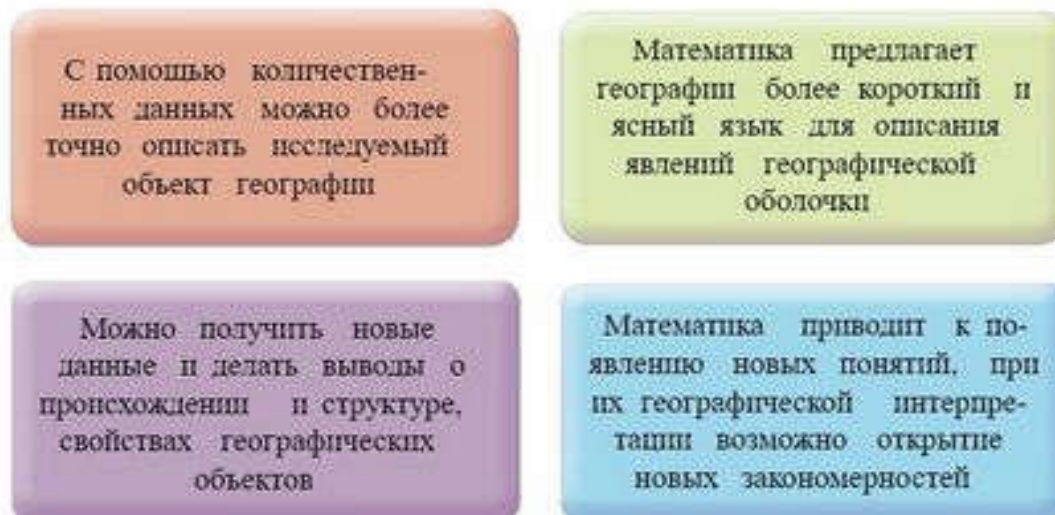 С помошью количествен-
ных данных можно более
точно описать исследуемый
объект географии
Математика предлагает
географии более короткий и
ясный язык для описания
явлений географической
оболочки
Можно получить новые
данные и делать выводы о
происхождении и структуре,
свойствах географических
объектов
Математика приводит к по-
явлению новых понятий, при
их географической интерпре-
тации возможно открытие
новых закономерностей